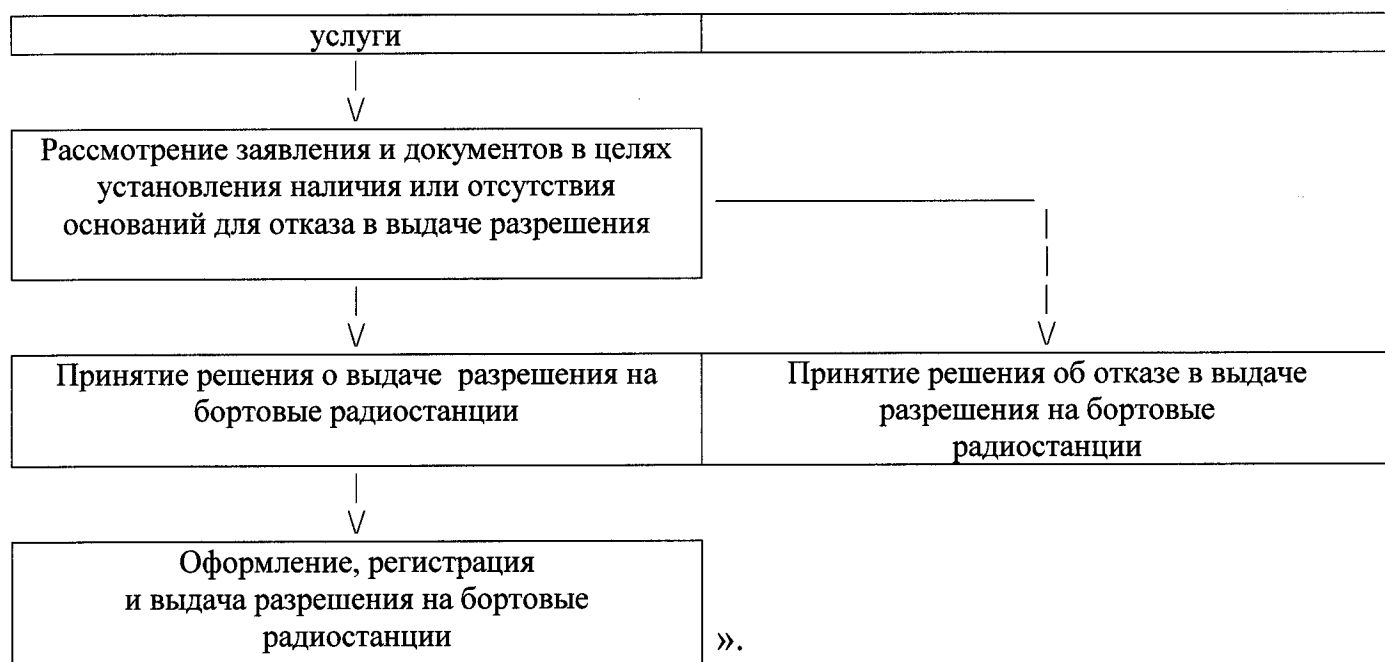 услуги
Рассмотрение заявления и документов в целях
установления наличия или отсутствия
оснований для отказа в выдаче разрешения
Принятие решения о выдаче разрешения на
бортовые радиостанции
Принятие решения об отказе в выдаче
разрешения на бортовые
радиостанции
Оформление, регистрация
и выдача разрешения на бортовые
радиостанции
».